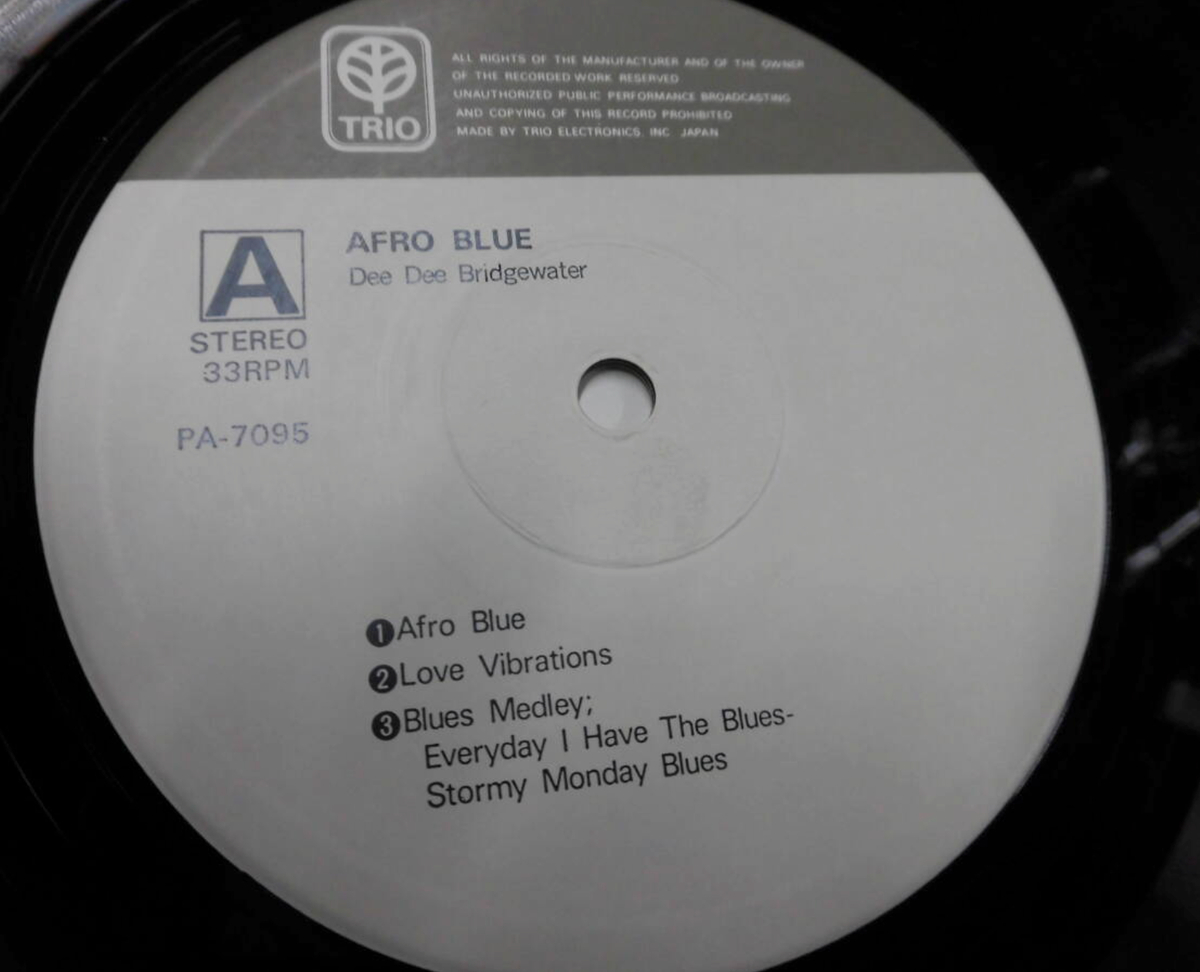 TRIO
ALL RIGHTS OF THE MANUFACTURER AND OF THE OWNER
OF THE RECORDED WORK RESERVED
UNAUTHORIZED PUBLIC PERFORMANCE BROADCASTING
AND COPYING OF THIS RECORD PROHIBITED
MADE BY TRIO ELECTRONICS. INC JAPAN
A
STEREO
33RPM
PA-7095
AFRO BLUE
Dee Dee Bridgewater
❶Afro Blue
❷Love Vibrations
❸Blues Medley;
Everyday I Have The Blues-
Stormy Monday Blues